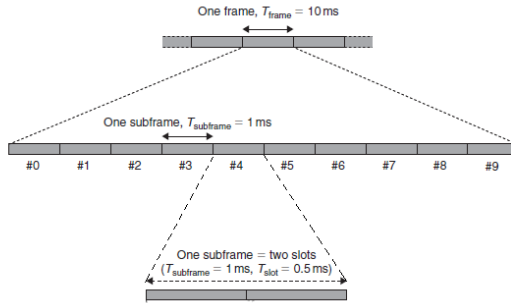 One frame, Tframe = 10 ms
One subframe, Tsubframe = 1 ms
#0 #1 #2 #3 #4 #5 #6 #7 #8 #9
One subframe = two slots
(Tsubframe = 1 ms, Tslot = 0.5 ms)